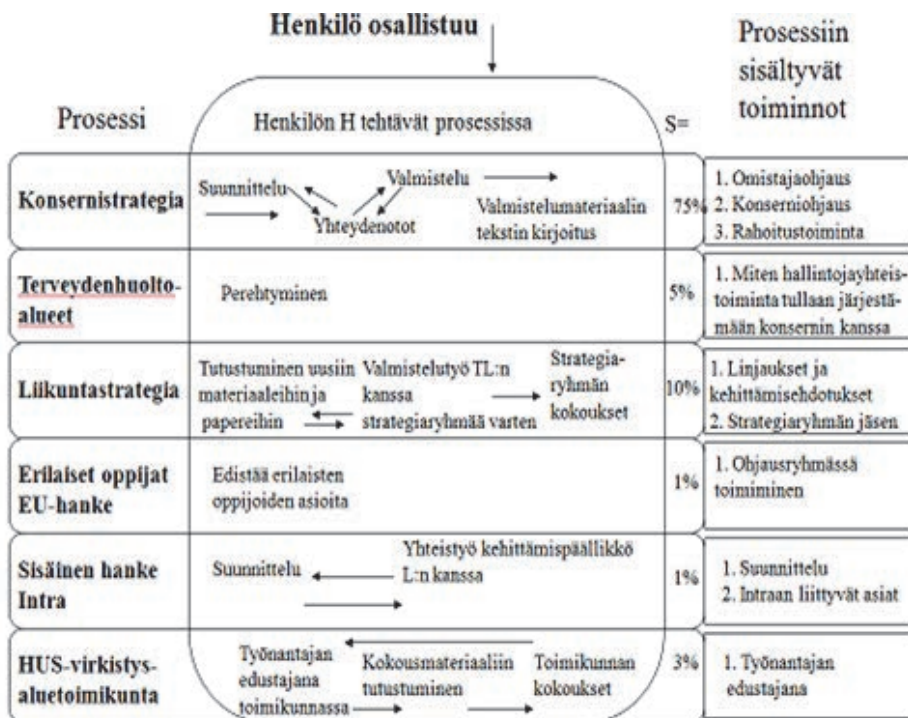 Henkilö osallistuu
Prosessiin
sisältyvät
toiminnot
Prosessi
Henkilön H tehtävät prosessissa
S=
Konsernistrategia
Suunnittelu
Valmistelu
Yhteydenotot
Valmistelumateriaalin
tekstin kirjoitus
75%
1. Omistajaohjaus
2. Konserniohjaus
3. Rahoitustoiminta
Terveydenhuolto-
alueet
Perehtyminen
5%
1. Miten hallintojayhteis-
toiminta tullaan järjestä-
mään konsernin kanssa
Liikuntastrategia
Tutustuminen uusiin
materiaaleihin ja
papereihin
Valmistelutyö TL:n
kanssa
strategiaryhmää varten
Strategia-
ryhmän
kokoukset
10%
1. Linjaukset ja
kehittämisehdotukset
2. Strategiaryhmän jäsen
Erilaiset oppijat
EU-hanke
Edistää erilaisten
oppijoiden asioita
1%
1. Ohjausryhmässä
toimiminen
Sisäinen hanke
Intra
Suunnittelu
Yhteistyö kehittämispäällikkö
L:n kanssa
1%
1. Suunnittelu
2. Intraan liittyvät asiat
HUS-virkistys-
aluetoimikunta
Työnantajan
edustajana
toimikunnassa
Kokousmateriaaliin
tutustuminen
Toimikunnan
kokoukset
3%
1. Työnantajan
edustajana